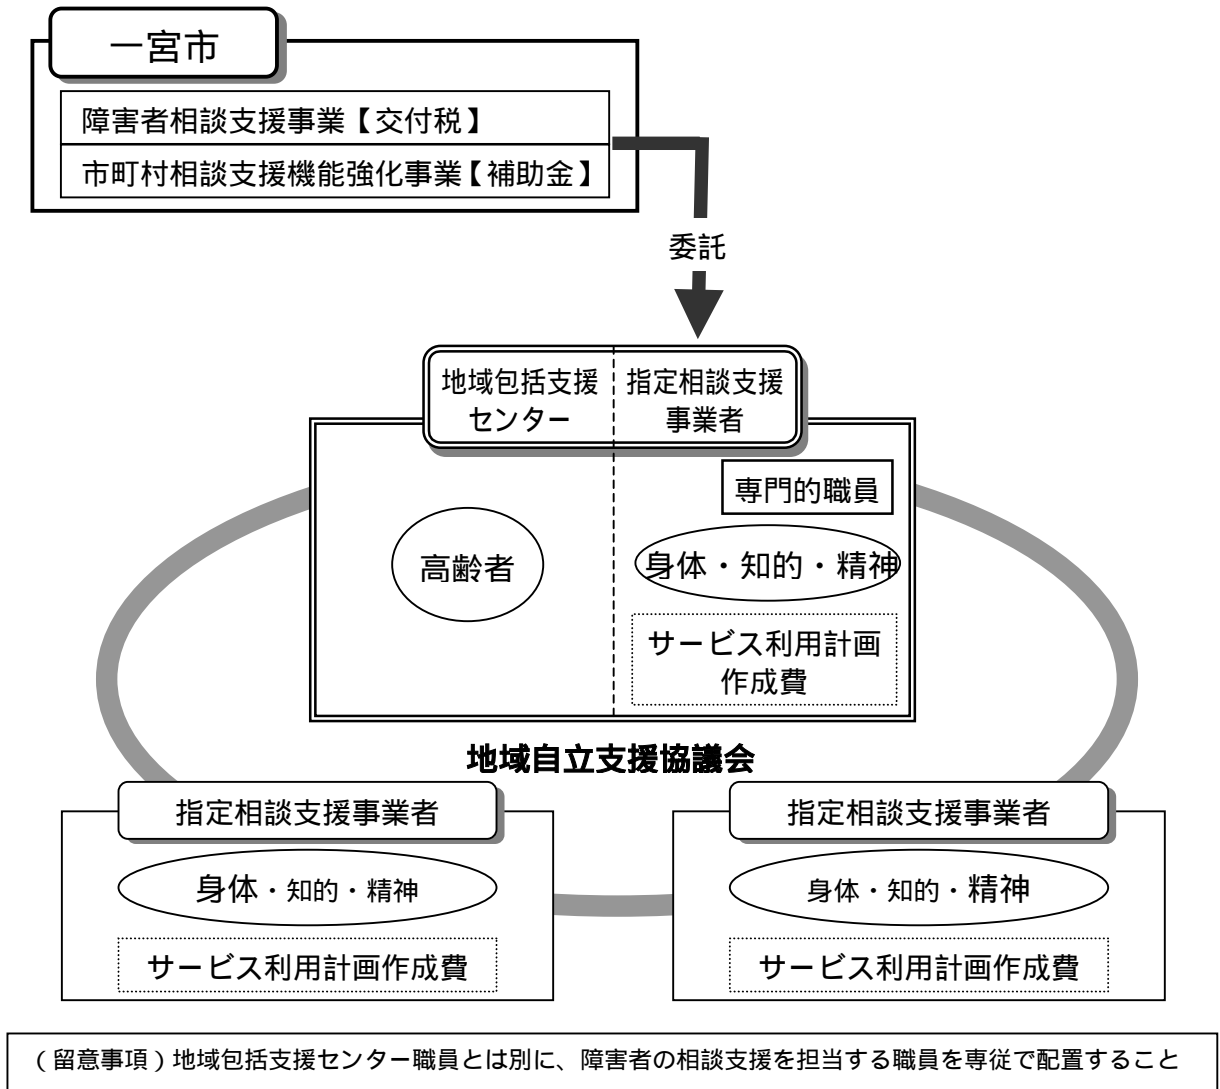 一宮市
障害者相談支援事業【交付税】
市町村相談支援機能強化事業【補助金】
委託
地域包括支援
センター
指定相談支援
事業者
専門的職員
高齢者
身体・知的・精神
サービス利用計画
作成費
地域自立支援協議会
指定相談支援事業者
身体・知的・精神
サービス利用計画作成費
指定相談支援事業者
身体・知的・精神
サービス利用計画作成費
(留意事項)地域包括支援センター職員とは別に、障害者の相談支援を担当する職員を専従で配置すること